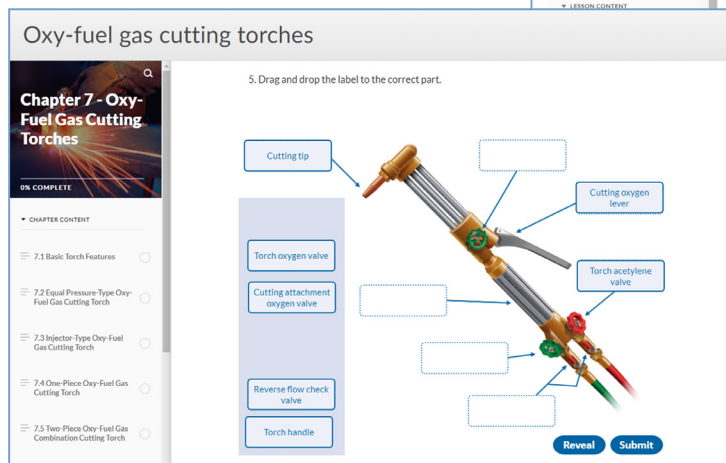 LESSON CONTENT
Oxy-fuel gas cutting torches
Chapter 7 - Oxy-
Fuel Gas Cutting
Torches
0% COMPLETE
CHAPTER CONTENT
7.1 Basic Torch Features
7.2 Equal Pressure-Type Oxy-
Fuel Gas Cutting Torch
7.3 Injector-Type Oxy-Fuel
Gas Cutting Torch
7.4 One-Piece Oxy-Fuel Gas
Cutting Torch
7.5 Two-Piece Oxy-Fuel Gas
Combination Cutting Torch
5. Drag and drop the label to the correct part.
Cutting tip
Cutting oxygen
lever
Torch oxygen valve
Cutting attachment
oxygen valve
Torch acetylene
valve
Reverse flow check
valve
Torch handle
Reveal
Submit